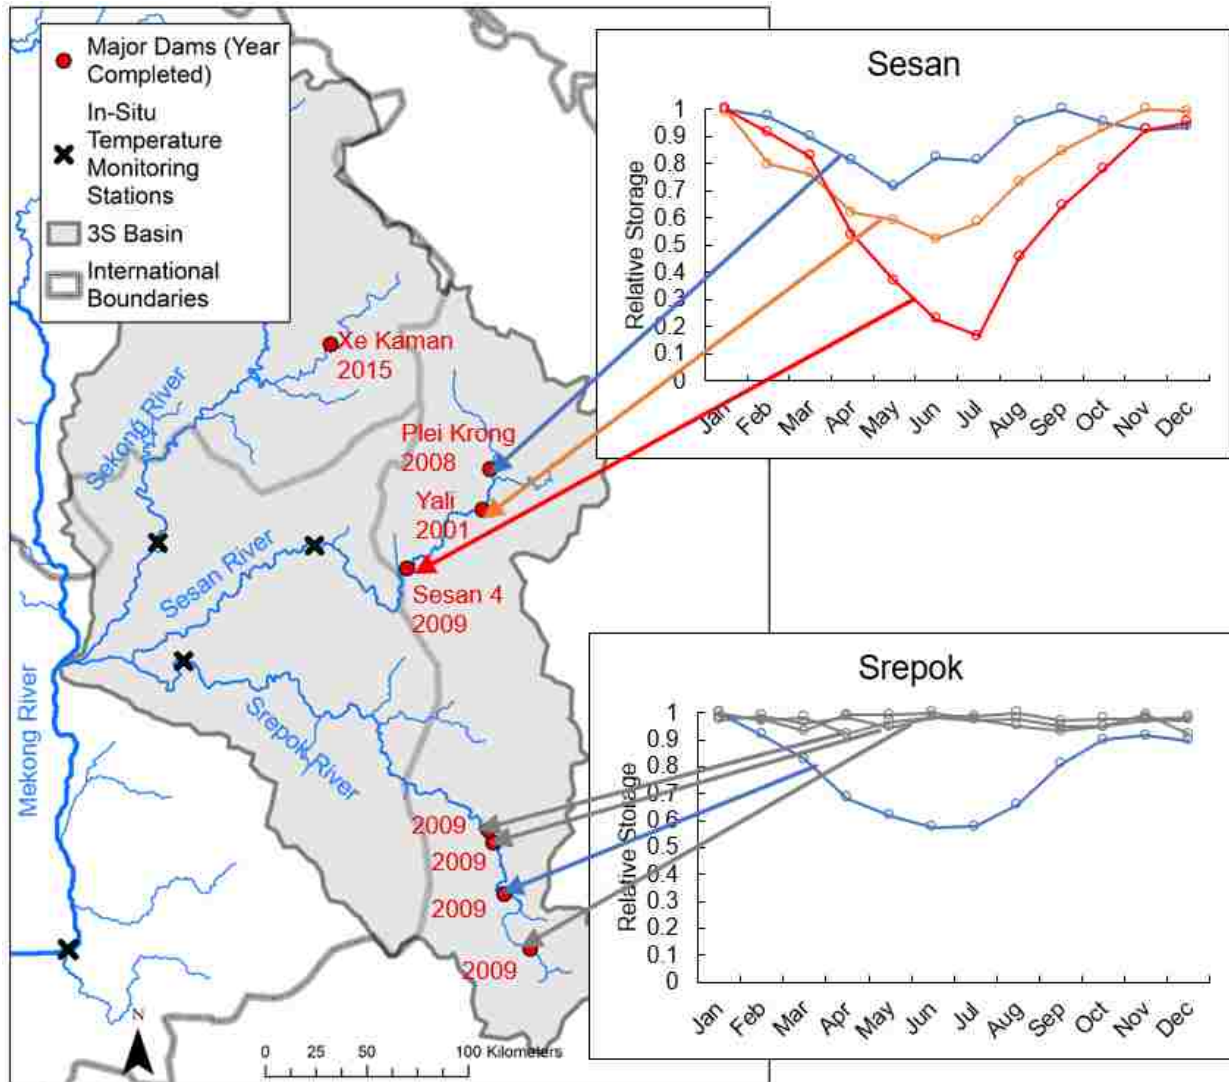 Major Dams (Year
Completed)
In-Situ
Temperature
Monitoring
Stations
3S Basin
International
Boundaries
Xe Kaman
2015
Sekong River
Plei Krong
2008
Yali
2001
Sesan River
Sesan 4
2009
Mekong River
Srepok River
2009
2009
2009
2009
N
0 25 50 100 Kilometers
Sesan
Relative Storage
1
0.9
0.8
0.7
0.6
0.5
0.4
0.3
0.2
0.1
0
Jan Feb Mar Apr May Jun Jul Aug Sep Oct Nov Dec
Srepok
Relative Storage
1
0.9
0.8
0.7
0.6
0.5
0.4
0.3
0.2
0.1
0
Jan Feb Mar Apr May Jun Jul Aug Sep Oct Nov Dec